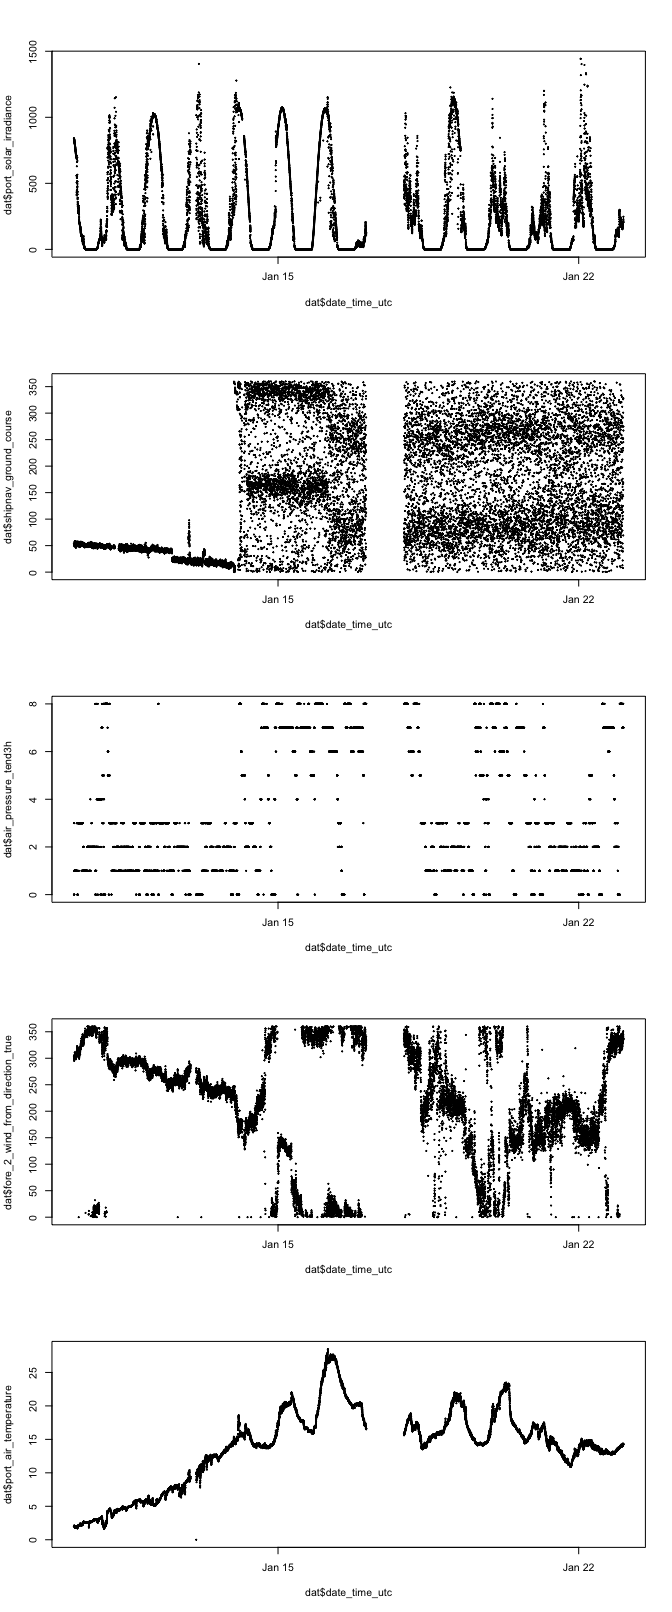 dat$port_solar_irradiance
1500
1000
500
0
Jan 15 Jan 22
dat$date_time_utc
dat$shipnav_ground_course
350
300
250
200
150
100
50
0
Jan 15 Jan 22
dat$date_time_utc
dat$air_pressure_tend3h
8
6
4
2
0
Jan 15 Jan 22
dat$date_time_utc
dat$fore_2_wind_from_direction_true
350
300
250
200
150
100
50
0
Jan 15 Jan 22
dat$date_time_utc
dat$port_air_temperature
25
20
15
10
5
0
Jan 15 Jan 22
dat$date_time_utc